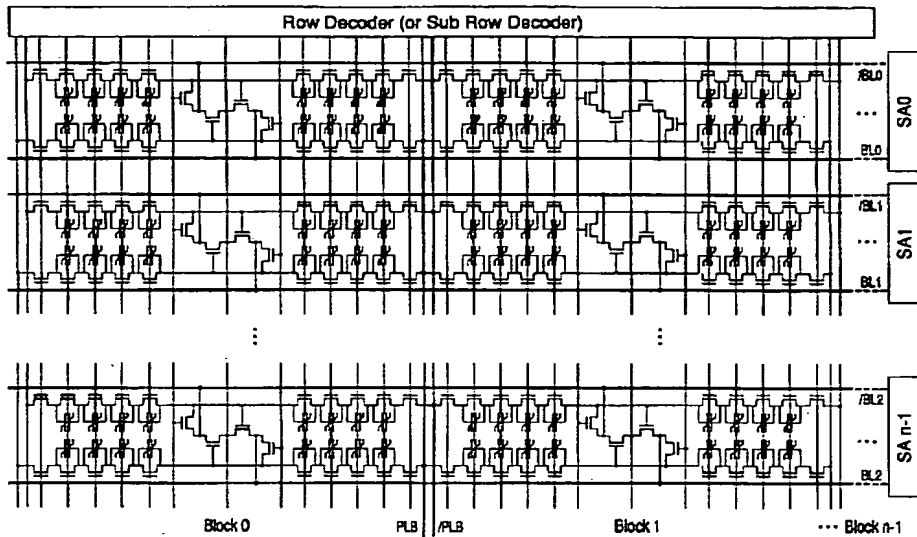 Row Decoder (or Sub Row Decoder)
/BL0
...
BL0
SA0
/BL1
...
BL1
SA1
...
...
/BL2
...
BL2
SA n-1
Block 0
PLB
/PLB
Block 1
... Block n-1